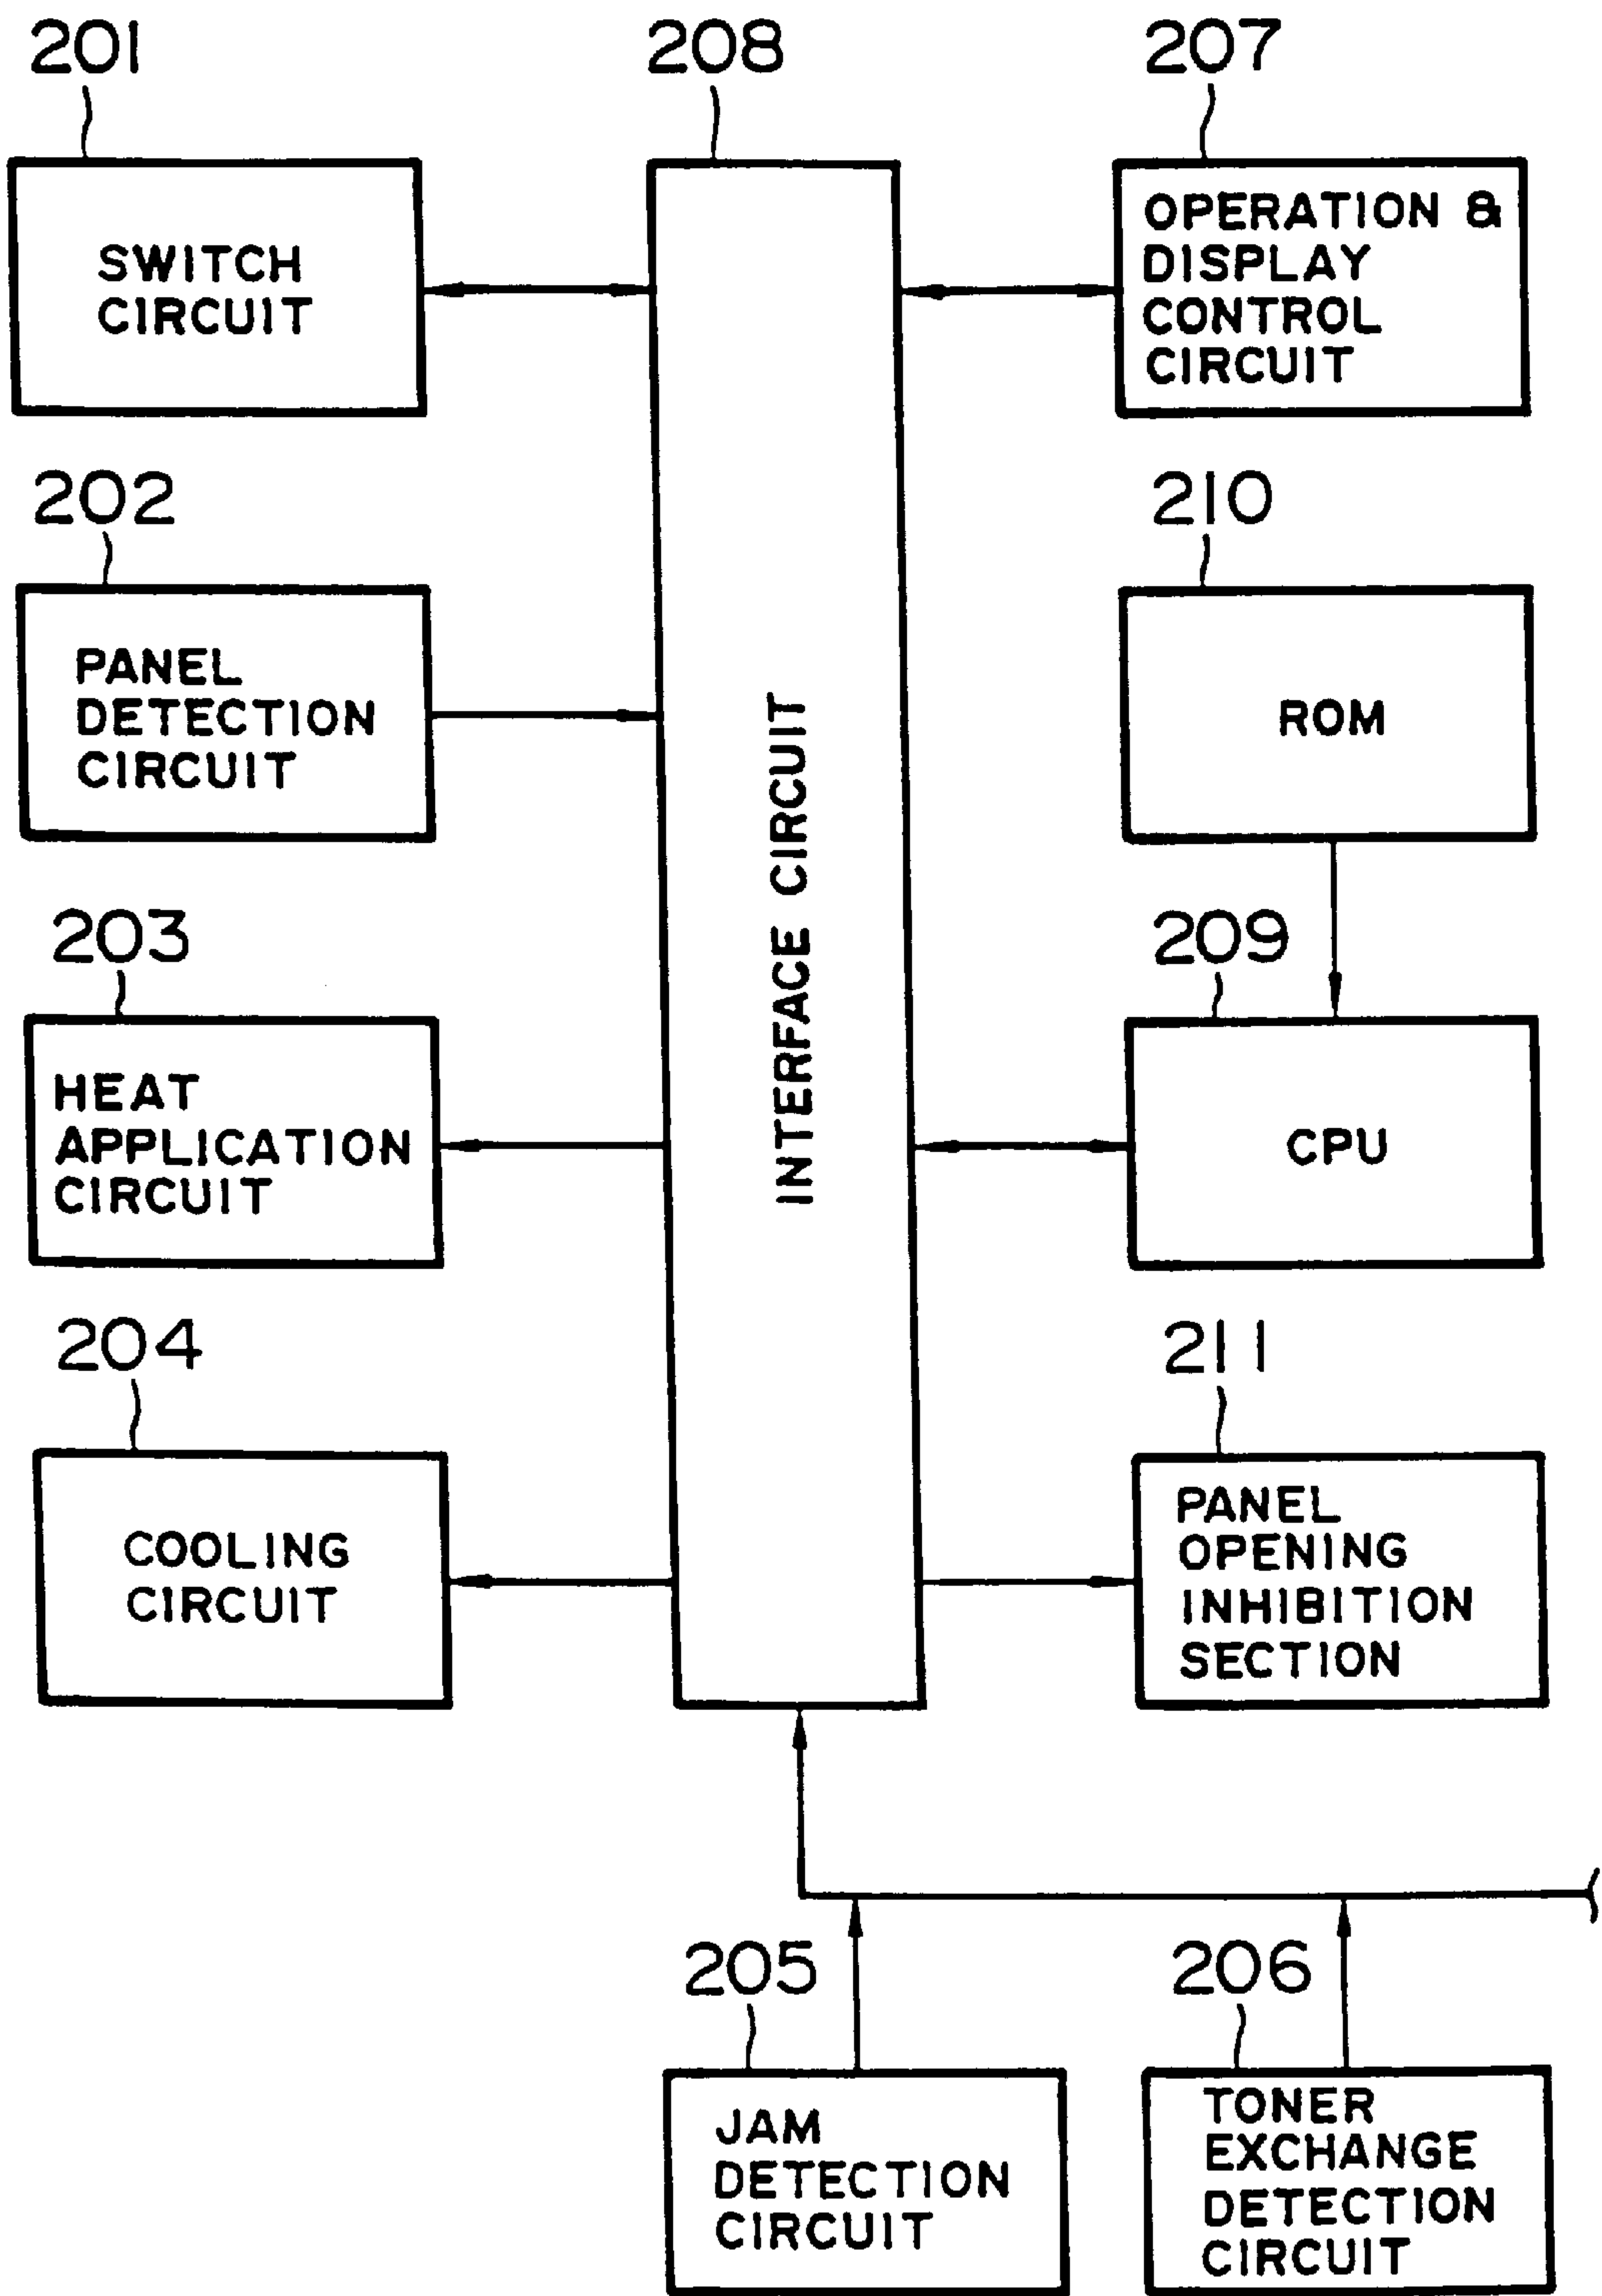 201
SWITCH
CIRCUIT
208
INTERFACE CIRCUIT
207
OPERATION &
DISPLAY
CONTROL
CIRCUIT
202
PANEL
DETECTION
CIRCUIT
210
ROM
203
HEAT
APPLICATION
CIRCUIT
209
CPU
204
COOLING
CIRCUIT
211
PANEL
OPENING
INHIBITION
SECTION
205
JAM
DETECTION
CIRCUIT
206
TONER
EXCHANGE
DETECTION
CIRCUIT